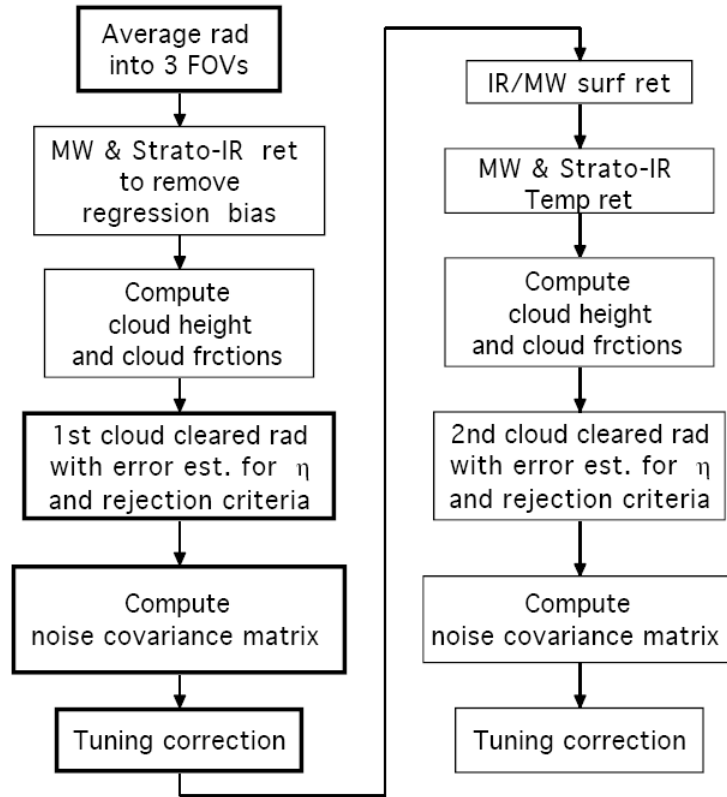 Average rad
into 3 FOVs
MW & Strato-IR ret
to remove
regression bias
Compute
cloud height
and cloud frctions
1st cloud cleared rad
with error est. for η
and rejection criteria
Compute
noise covariance matrix
Tuning correction
IR/MW surf ret
MW & Strato-IR
Temp ret
Compute
cloud height
and cloud frctions
2nd cloud cleared rad
with error est. for η
and rejection criteria
Compute
noise covariance matrix
Tuning correction